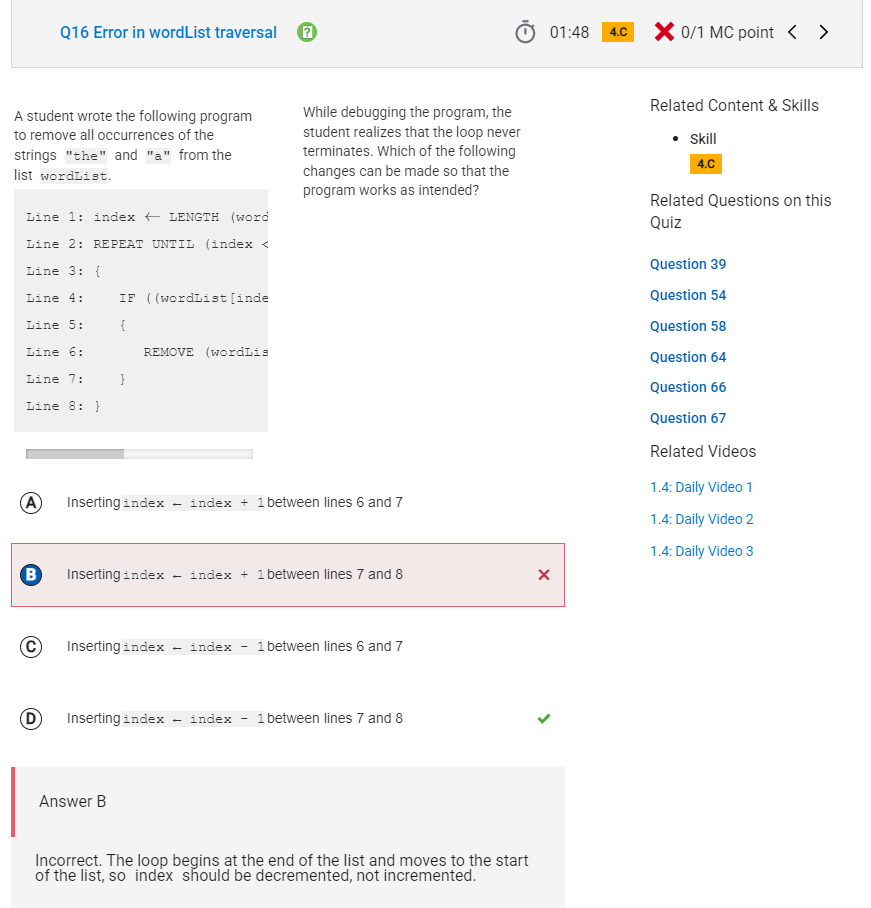 Q16 Error in wordList traversal
?
01:48
4.C
0/1 MC point
A student wrote the following program
to remove all occurrences of the
strings "the" and "a" from the
list wordList.
Line 1: index ← LENGTH (word
Line 2: REPEAT UNTIL (index <
Line 3: {
Line 4: IF ((wordList[inde
Line 5: {
Line 6: REMOVE (wordLis
Line 7: }
Line 8: }
While debugging the program, the
student realizes that the loop never
terminates. Which of the following
changes can be made so that the
program works as intended?
A Inserting index ← index + 1 between lines 6 and 7
B Inserting index ← index + 1 between lines 7 and 8
C Inserting index ← index - 1 between lines 6 and 7
D Inserting index ← index - 1 between lines 7 and 8
Answer B
Incorrect. The loop begins at the end of the list and moves to the start
of the list, so index should be decremented, not incremented.
Related Content & Skills
• Skill
4.C
Related Questions on this
Quiz
Question 39
Question 54
Question 58
Question 64
Question 66
Question 67
Related Videos
1.4: Daily Video 1
1.4: Daily Video 2
1.4: Daily Video 3